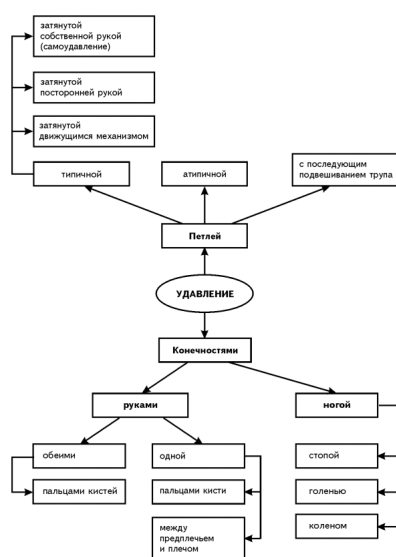 затянутой
собственной рукой
(самоудавление)
затянутой
посторонней рукой
затянутой
движущимся механизмом
типичной
атипичной
с последующим
подвешиванием трупа
Петлей
УДАВЛЕНИЕ
Конечностями
руками
ногой
обеими
одной
стопой
пальцами кистей
пальцами кисти
голенью
между
предплечьем
и плечом
коленом